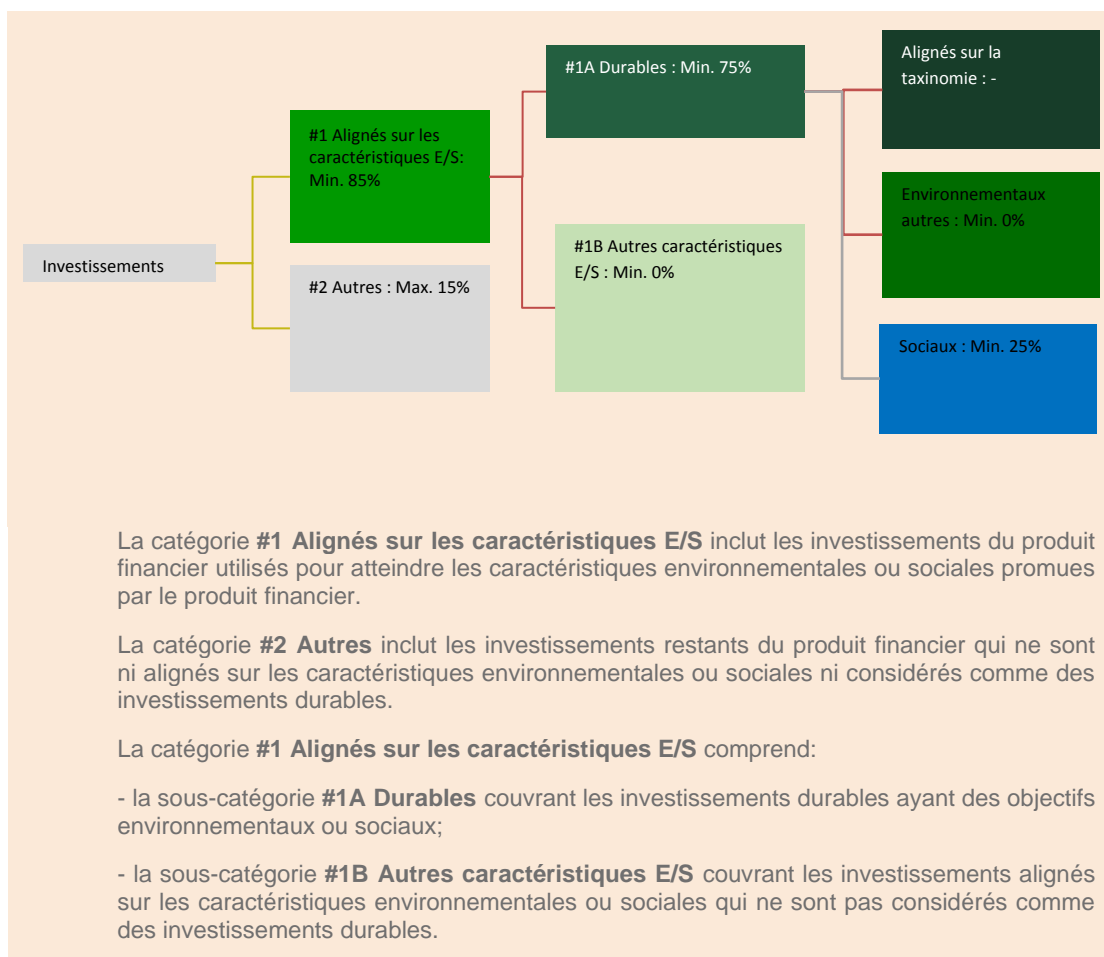 #1A Durables : Min. 75%
Alignés sur la
taxinomie : -
#1 Alignés sur les
caractéristiques E/S:
Min. 85%
Environnementaux
autres : Min. 0%
Investissements
#2 Autres : Max. 15%
#1B Autres caractéristiques
E/S : Min. 0%
Sociaux : Min. 25%
La catégorie #1 Alignés sur les caractéristiques E/S inclut les investissements du produit
financier utilisés pour atteindre les caractéristiques environnementales ou sociales promues
par le produit financier.
La catégorie #2 Autres inclut les investissements restants du produit financier qui ne sont
ni alignés sur les caractéristiques environnementales ou sociales ni considérés comme des
investissements durables.
La catégorie #1 Alignés sur les caractéristiques E/S comprend:
- la sous-catégorie #1A Durables couvrant les investissements durables ayant des objectifs
environnementaux ou sociaux;
- la sous-catégorie #1B Autres caractéristiques E/S couvrant les investissements alignés
sur les caractéristiques environnementales ou sociales qui ne sont pas considérés comme
des investissements durables.